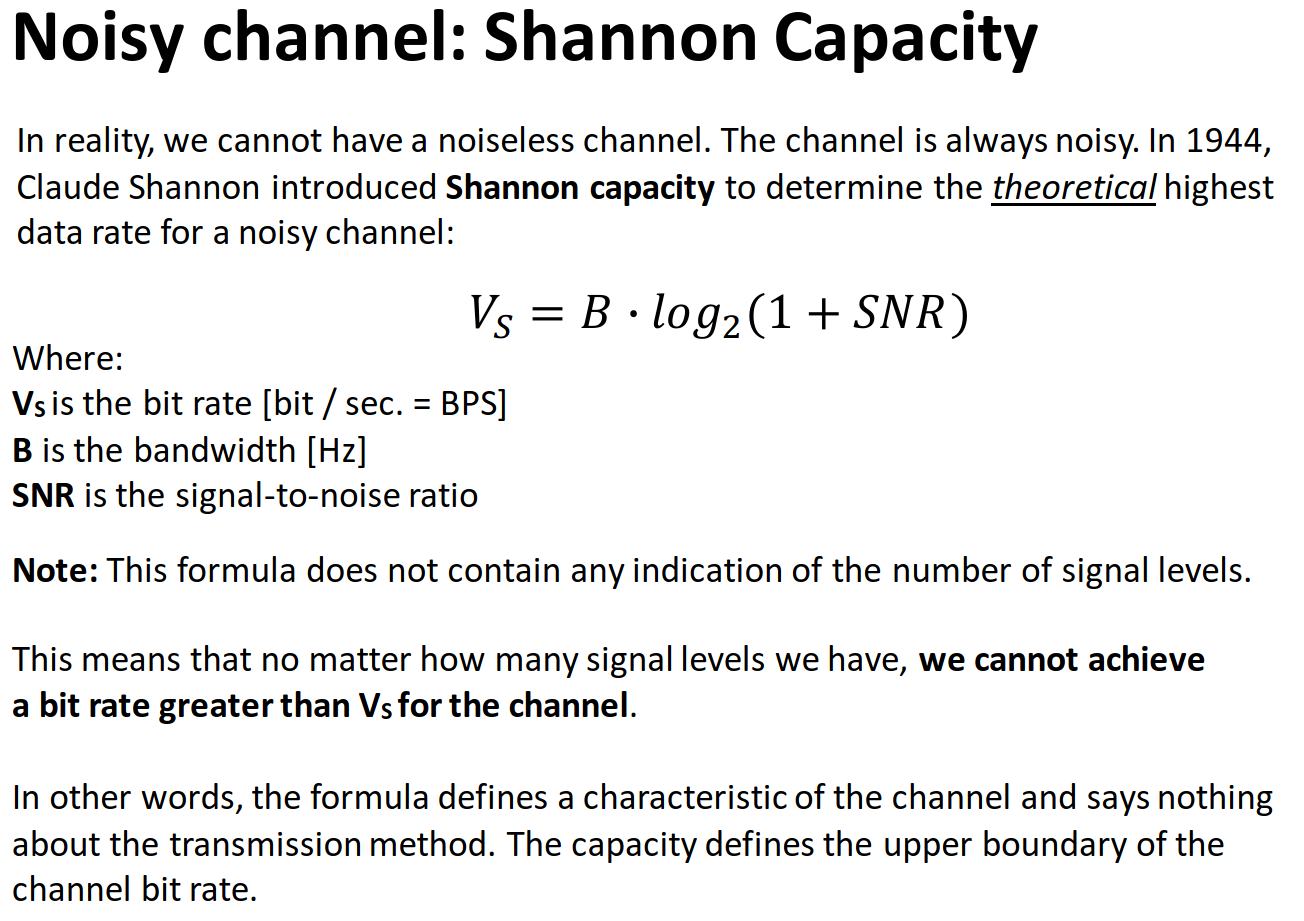 Noisy channel: Shannon Capacity
In reality, we cannot have a noiseless channel. The channel is always noisy. In 1944,
Claude Shannon introduced Shannon capacity to determine the theoretical highest
data rate for a noisy channel:
V_S = B · log_2(1 + SNR)
Where:
Vs is the bit rate [bit / sec. = BPS]
B is the bandwidth [Hz]
SNR is the signal-to-noise ratio
Note: This formula does not contain any indication of the number of signal levels.
This means that no matter how many signal levels we have, we cannot achieve
a bit rate greater than Vs for the channel.
In other words, the formula defines a characteristic of the channel and says nothing
about the transmission method. The capacity defines the upper boundary of the
channel bit rate.